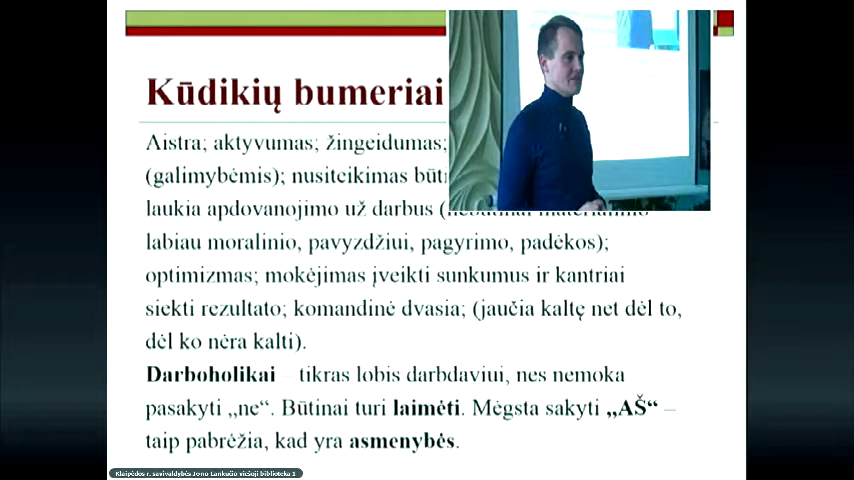 Kūdikių bumeriai
Aistra; aktyvumas; žingeidumas;
(galimybėmis); nusiteikimas
laukia apdovanojimo už darbus
labiau moralinio, pavyzdžiui, pagyrimo, padėkos);
optimizmas; mokėjimas įveikti sunkumus ir kantriai
siekti rezultato; komandinė dvasia; (jaučia kaltę net dėl to,
dėl ko nėra kalti).
Darboholikai – tikras lobis darbdaviui, nes nemoka
pasakyti „ne“. Būtinai turi laimėti. Mėgsta sakyti „AŠ“ –
taip pabrėžia, kad yra asmenybės.
Klaipėdos r. savivaldybės Jono Lankučio viešoji biblioteka 1